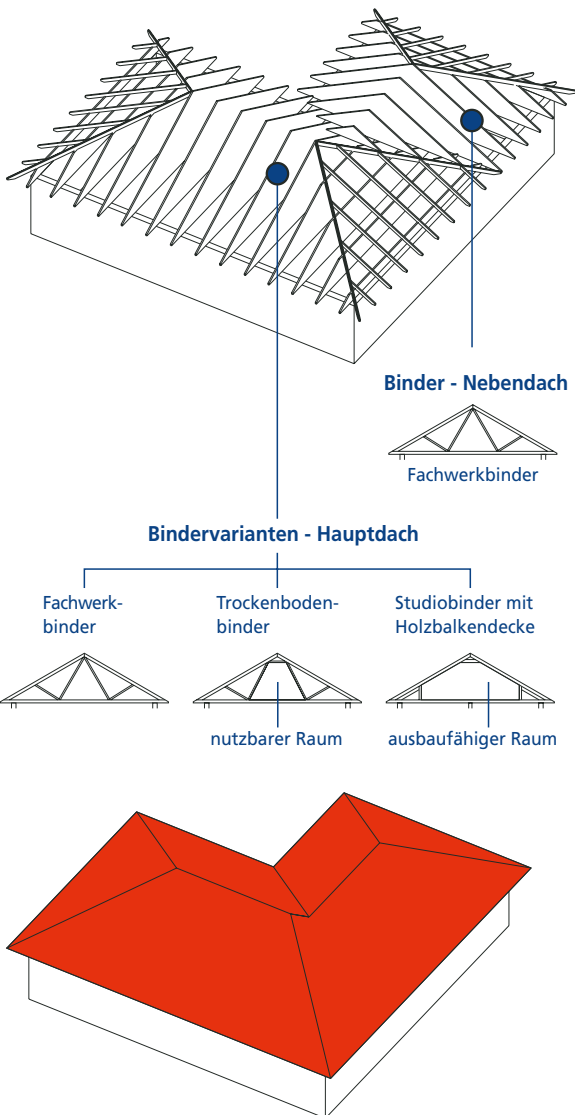 Binder - Nebendach
Fachwerkbinder
Bindervarianten - Hauptdach
Fachwerk-
binder
Trockenboden-
binder
Studiobinder mit
Holzbalkendecke
nutzbarer Raum
ausbaufähiger Raum